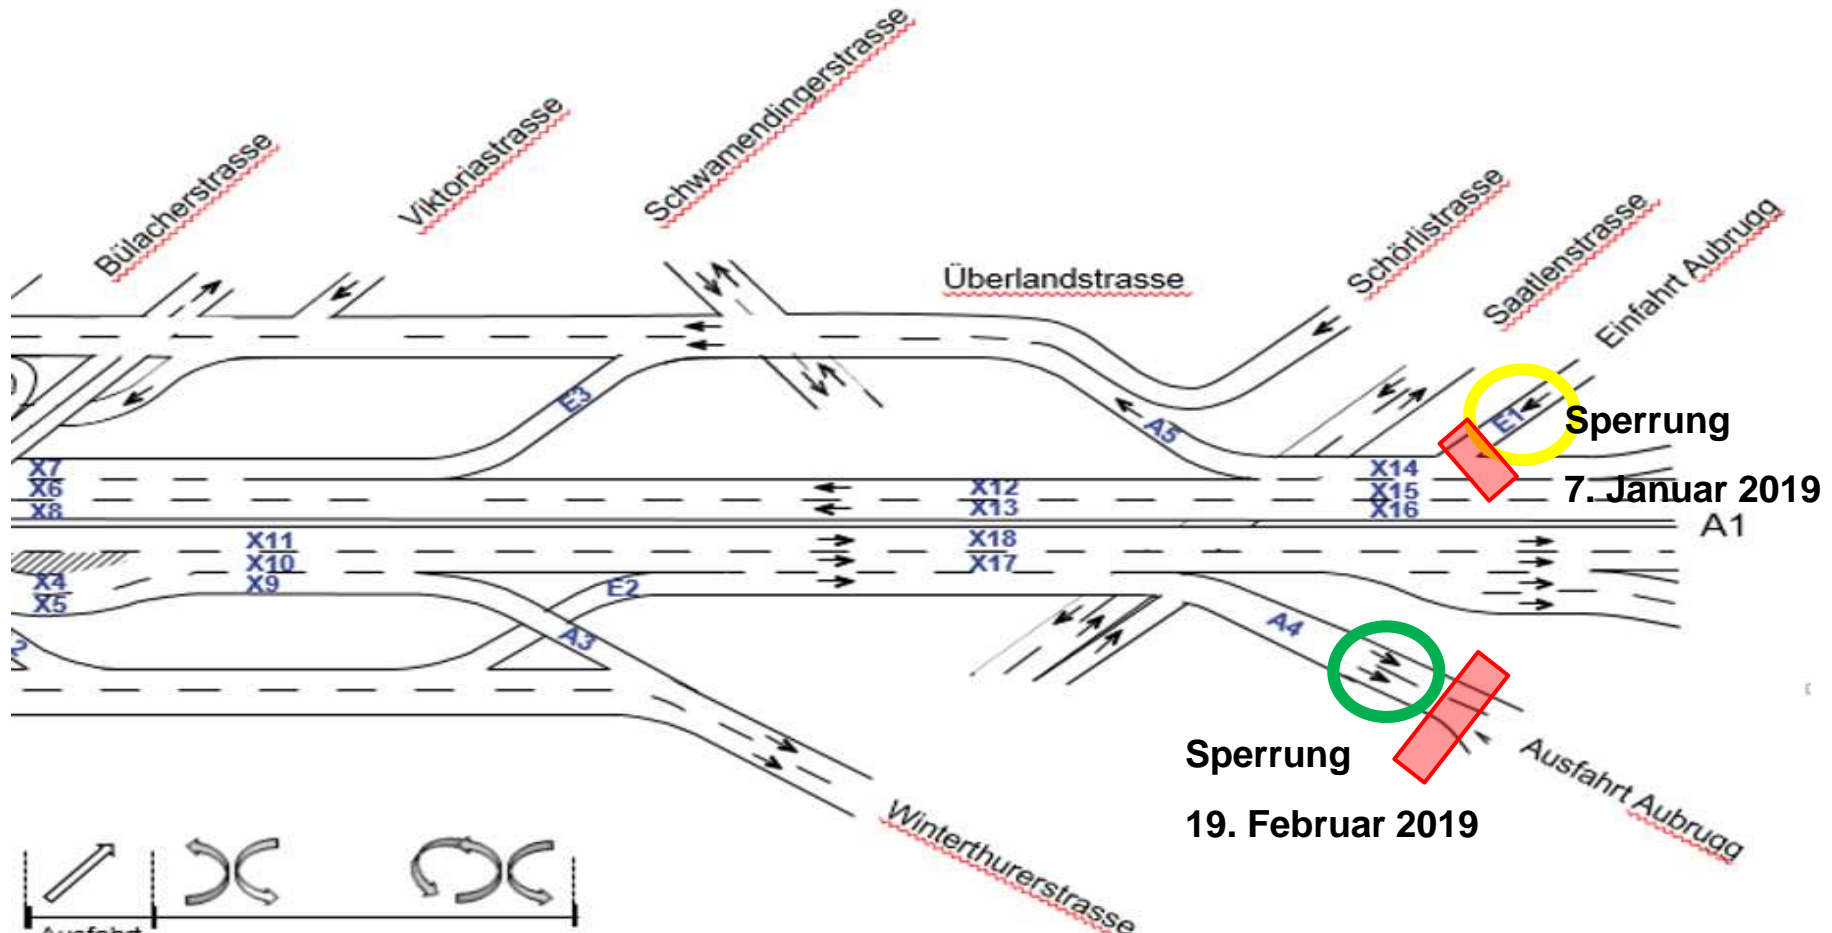 Schwamendingerstrasse
Viktoriastrasse
Bülacherstrasse
Überlandstrasse
Schörlistrasse
Saatlenstrasse
Einfahrt Aubrugg
E3
A5
E1
Sperrung
7. Januar 2019
X7
X6
X8
X12
X13
X14
X15
X16
A1
X11
X10
X9
X18
X17
X4
X5
E2
A3
A4
2
Sperrung
19. Februar 2019
Ausfahrt Aubrugg
Winterthurerstrasse
Ausfahrt